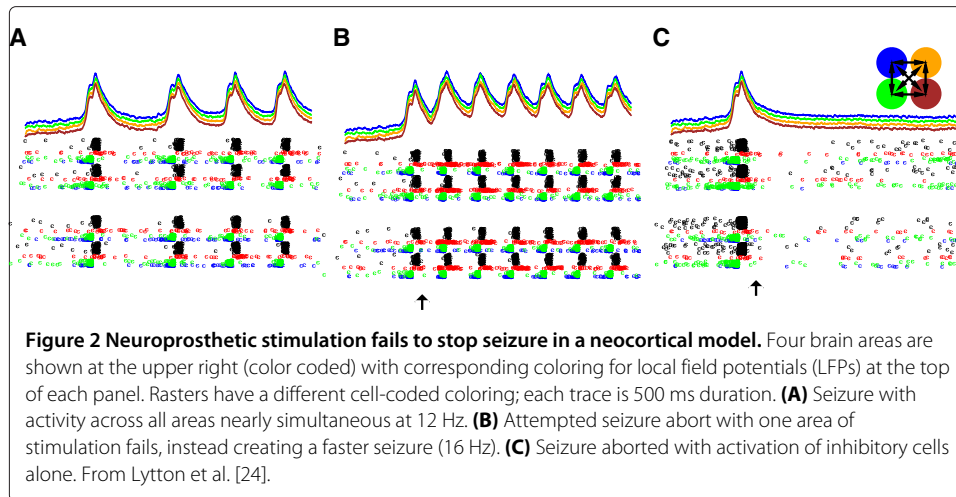 A
B
C
Figure 2 Neuroprosthetic stimulation fails to stop seizure in a neocortical model. Four brain areas are
shown at the upper right (color coded) with corresponding coloring for local field potentials (LFPs) at the top
of each panel. Rasters have a different cell-coded coloring; each trace is 500 ms duration. (A) Seizure with
activity across all areas nearly simultaneous at 12 Hz. (B) Attempted seizure abort with one area of
stimulation fails, instead creating a faster seizure (16 Hz). (C) Seizure aborted with activation of inhibitory cells
alone. From Lytton et al. [24].